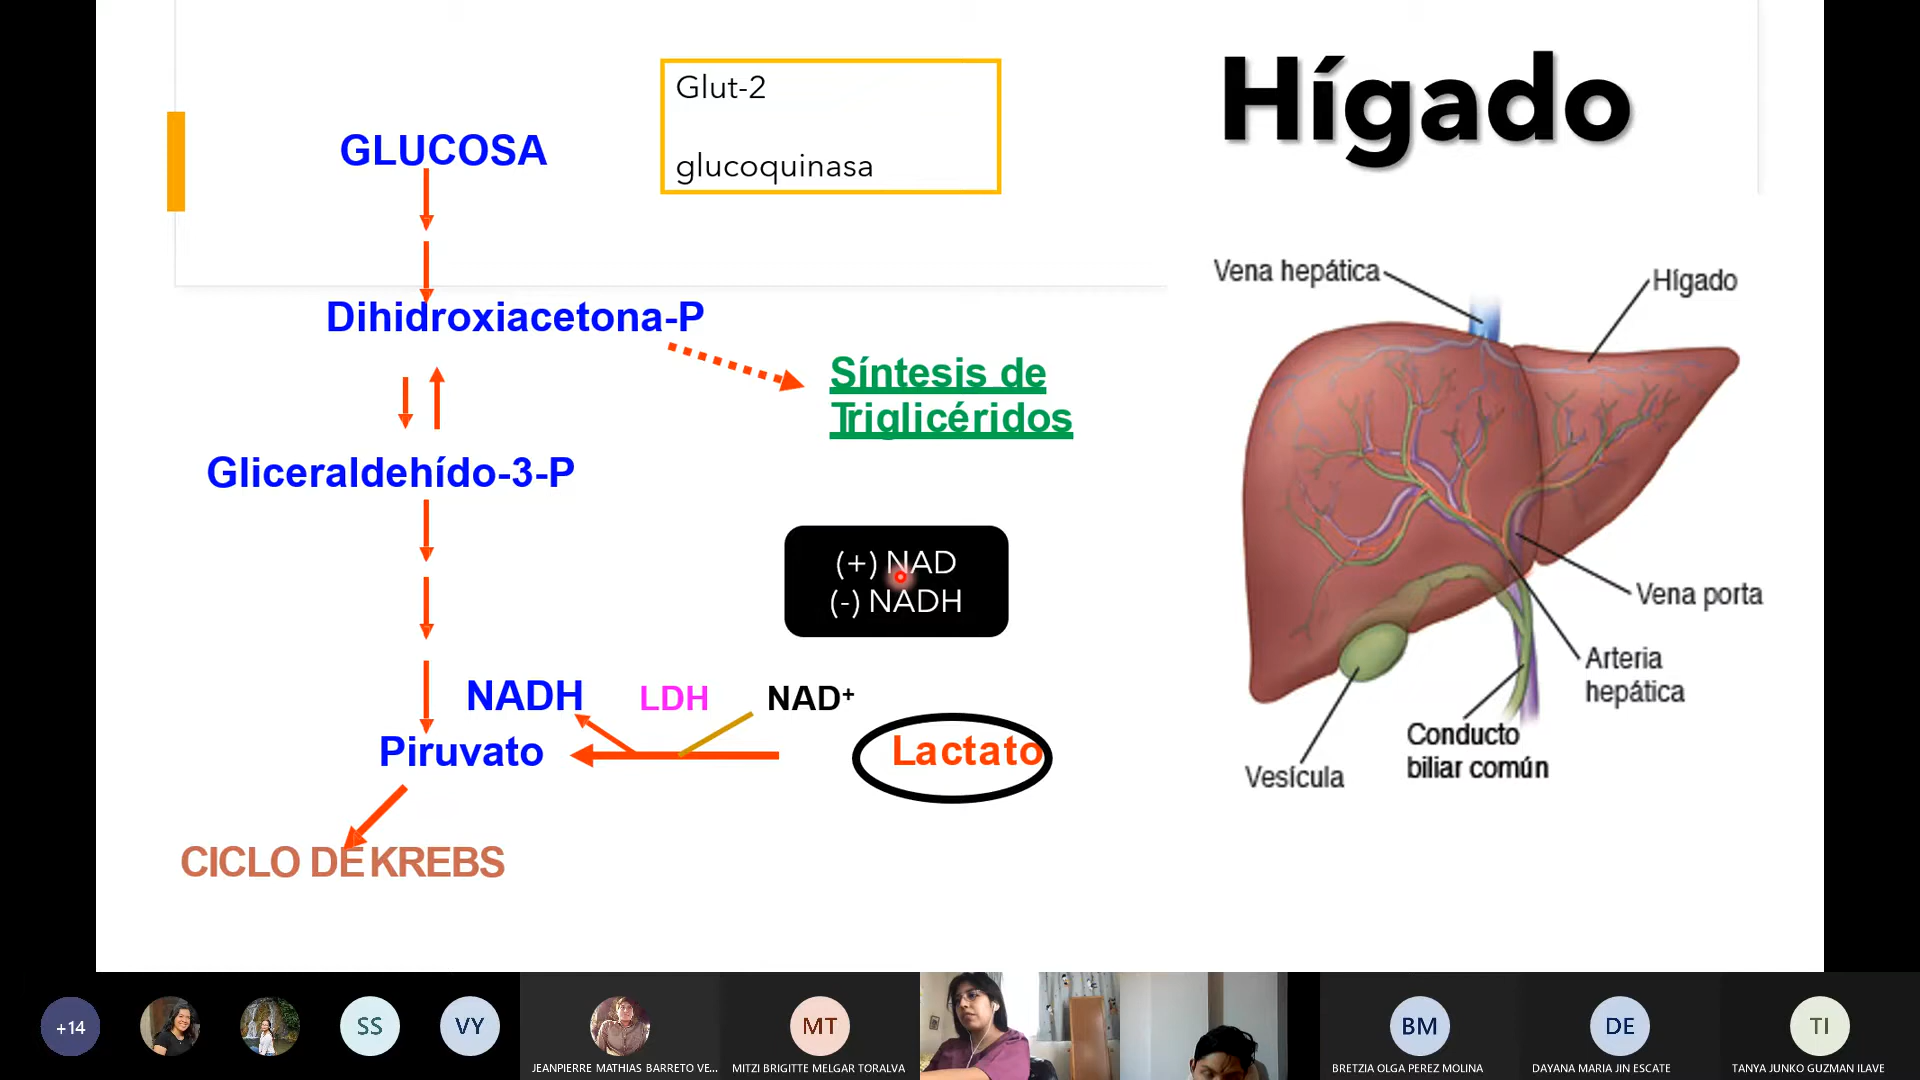 Hígado
Glut-2
glucoquinasa
GLUCOSA
Dihidroxiacetona-P
Síntesis de
Triglicéridos
Gliceraldehído-3-P
(+) NAD
(-) NADH
NADH
LDH
NAD⁺
Piruvato
Lactato
CICLO DE KREBS
Vena hepática
Hígado
Vena porta
Arteria
hepática
Conducto
biliar común
Vesícula
+14
SS
VY
JEANPIERRE MATHIAS BARRETO VE...
MT
MITZI BRIGITTE MELGAR TORALVA
BM
BRETZIA OLGA PEREZ MOLINA
DE
DAYANA MARIA JIN ESCATE
TI
TANYA JUNKO GUZMAN ILAVE